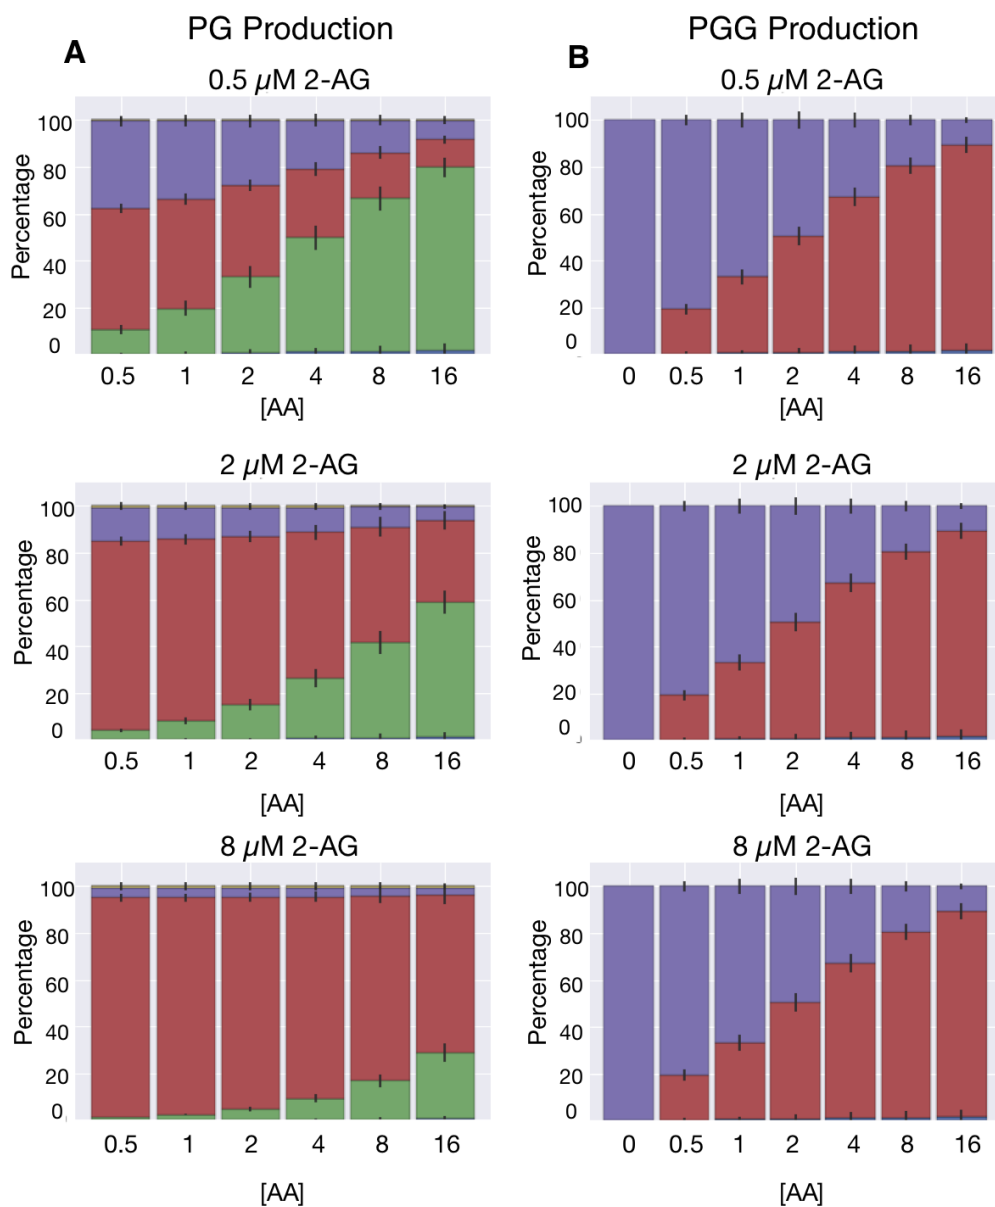 PG Production
PGG Production
A
B
0.5 µM 2-AG
100
80
60
40
20
0
Percentage
0.5 1 2 4 8 16
[AA]
0.5 µM 2-AG
100
80
60
40
20
0
Percentage
0 0.5 1 2 4 8 16
[AA]
2 µM 2-AG
100
80
60
40
20
0
Percentage
0.5 1 2 4 8 16
[AA]
2 µM 2-AG
100
80
60
40
20
0
Percentage
0 0.5 1 2 4 8 16
[AA]
8 µM 2-AG
100
80
60
40
20
0
Percentage
0.5 1 2 4 8 16
[AA]
8 µM 2-AG
100
80
60
40
20
0
Percentage
0 0.5 1 2 4 8 16
[AA]